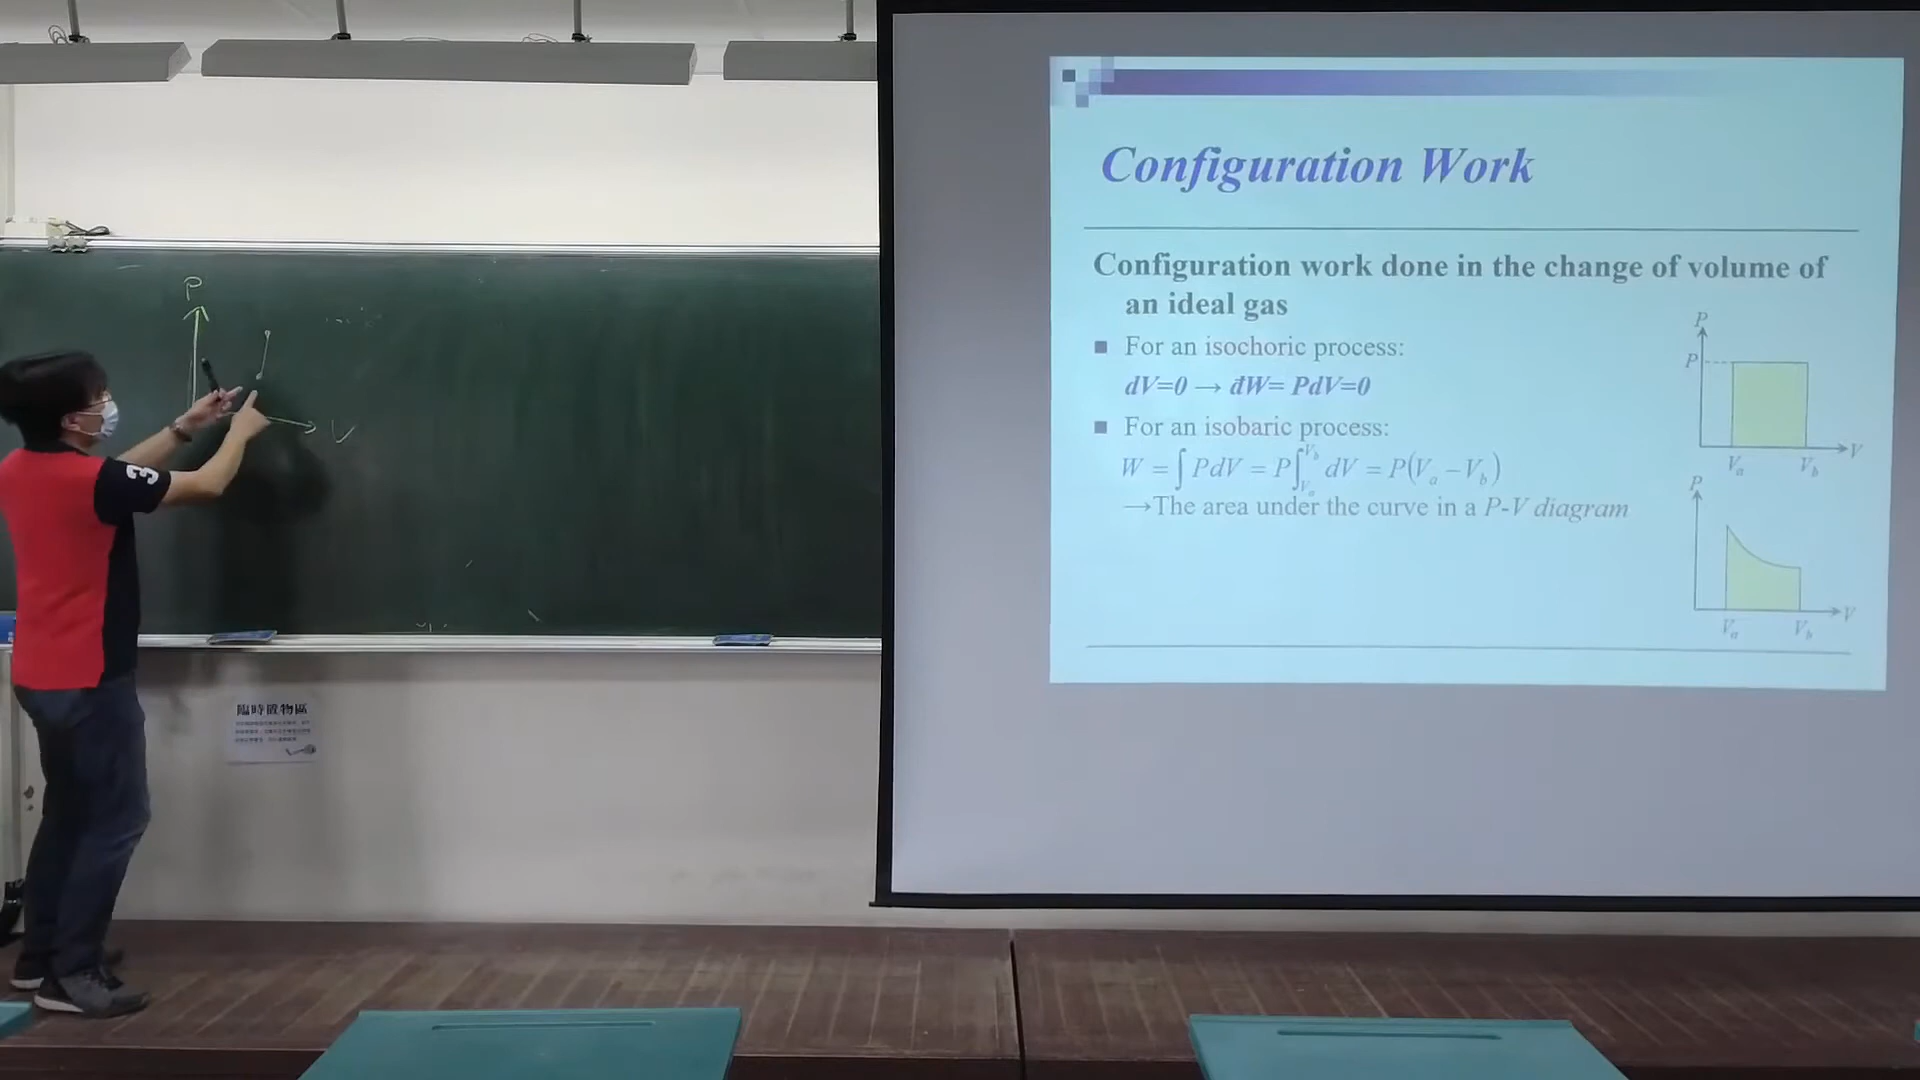 P
V
3
臨時置物區
Configuration Work
Configuration work done in the change of volume of
an ideal gas
■ For an isochoric process:
dV=0 → đW= PdV=0
■ For an isobaric process:
W = ∫ PdV = P∫_{V_a}^{V_b} dV = P(V_a − V_b)
→The area under the curve in a P-V diagram
P
P
V
V_a V_b
P
V
V_a V_b